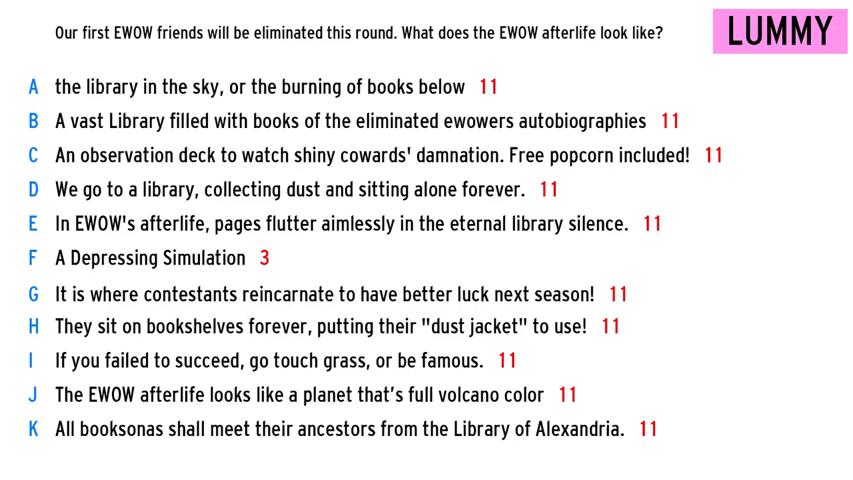 Our first EWOW friends will be eliminated this round. What does the EWOW afterlife look like?
LUMMY
A the library in the sky, or the burning of books below 11
B A vast Library filled with books of the eliminated ewowers autobiographies 11
C An observation deck to watch shiny cowards' damnation. Free popcorn included! 11
D We go to a library, collecting dust and sitting alone forever. 11
E In EWOW's afterlife, pages flutter aimlessly in the eternal library silence. 11
F A Depressing Simulation 3
G It is where contestants reincarnate to have better luck next season! 11
H They sit on bookshelves forever, putting their "dust jacket" to use! 11
I If you failed to succeed, go touch grass, or be famous. 11
J The EWOW afterlife looks like a planet that’s full volcano color 11
K All booksonas shall meet their ancestors from the Library of Alexandria. 11